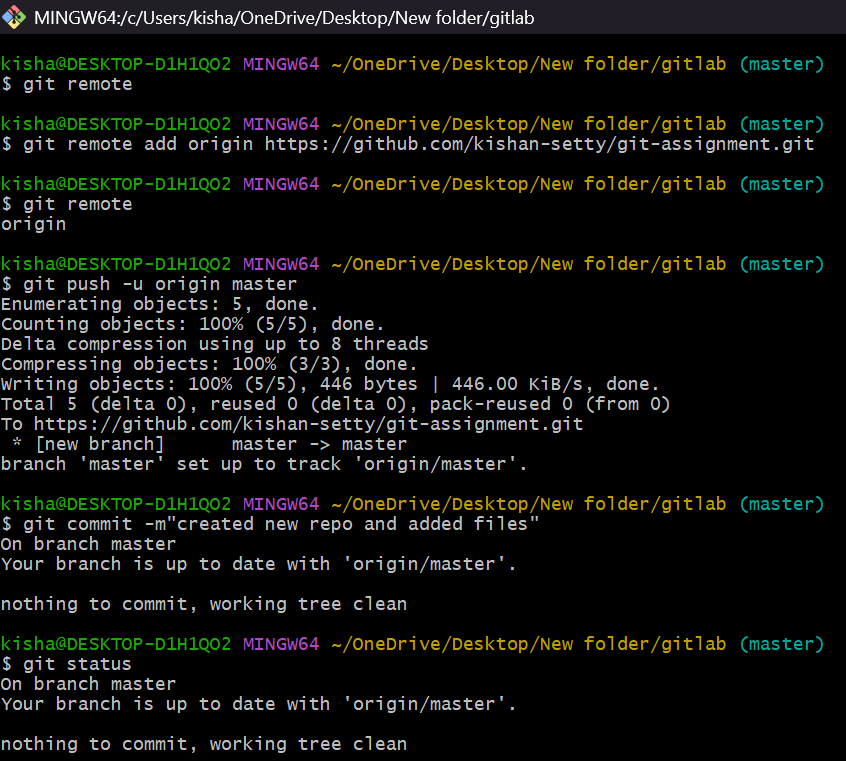 MINGW64:/c/Users/kisha/OneDrive/Desktop/New folder/gitlab
kisha@DESKTOP-D1H1QO2 MINGW64 ~/OneDrive/Desktop/New folder/gitlab (master)
$ git remote
kisha@DESKTOP-D1H1QO2 MINGW64 ~/OneDrive/Desktop/New folder/gitlab (master)
$ git remote add origin https://github.com/kishan-setty/git-assignment.git
kisha@DESKTOP-D1H1QO2 MINGW64 ~/OneDrive/Desktop/New folder/gitlab (master)
$ git remote
origin
kisha@DESKTOP-D1H1QO2 MINGW64 ~/OneDrive/Desktop/New folder/gitlab (master)
$ git push -u origin master
Enumerating objects: 5, done.
Counting objects: 100% (5/5), done.
Delta compression using up to 8 threads
Compressing objects: 100% (3/3), done.
Writing objects: 100% (5/5), 446 bytes | 446.00 KiB/s, done.
Total 5 (delta 0), reused 0 (delta 0), pack-reused 0 (from 0)
To https://github.com/kishan-setty/git-assignment.git
 * [new branch]      master -> master
branch 'master' set up to track 'origin/master'.
kisha@DESKTOP-D1H1QO2 MINGW64 ~/OneDrive/Desktop/New folder/gitlab (master)
$ git commit -m"created new repo and added files"
On branch master
Your branch is up to date with 'origin/master'.
nothing to commit, working tree clean
kisha@DESKTOP-D1H1QO2 MINGW64 ~/OneDrive/Desktop/New folder/gitlab (master)
$ git status
On branch master
Your branch is up to date with 'origin/master'.
nothing to commit, working tree clean